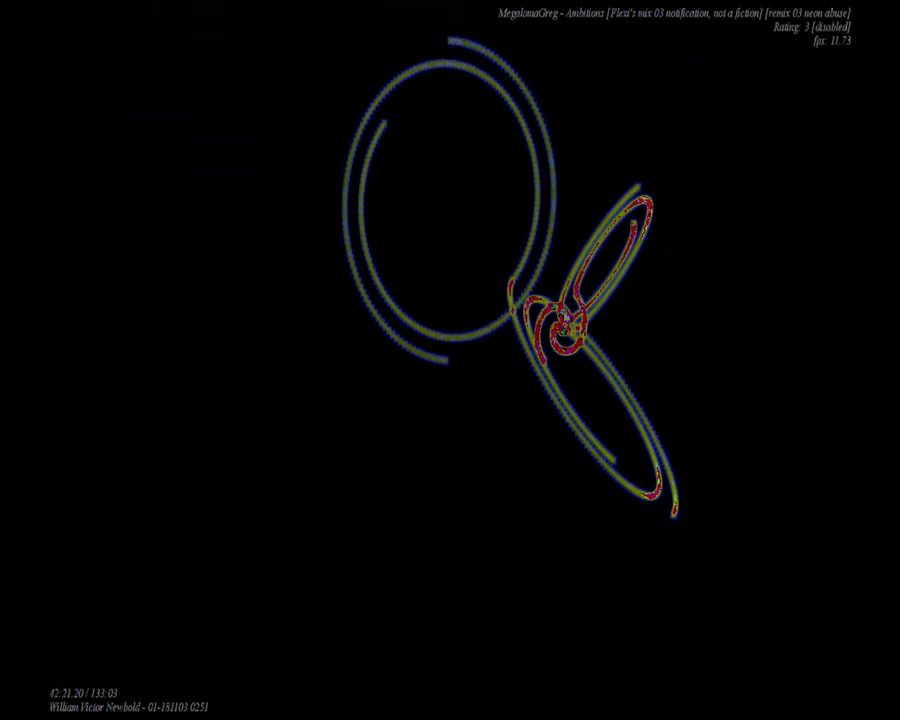 MegalomaGreg - Ambitions [Flexi's mix 03 notification, not a fiction] [remix 03 neon abuse]
Rating: 3 [disabled]
fps: 11.73
42:21.20 / 133:03
William Victor Newbold - 01-181103 0251